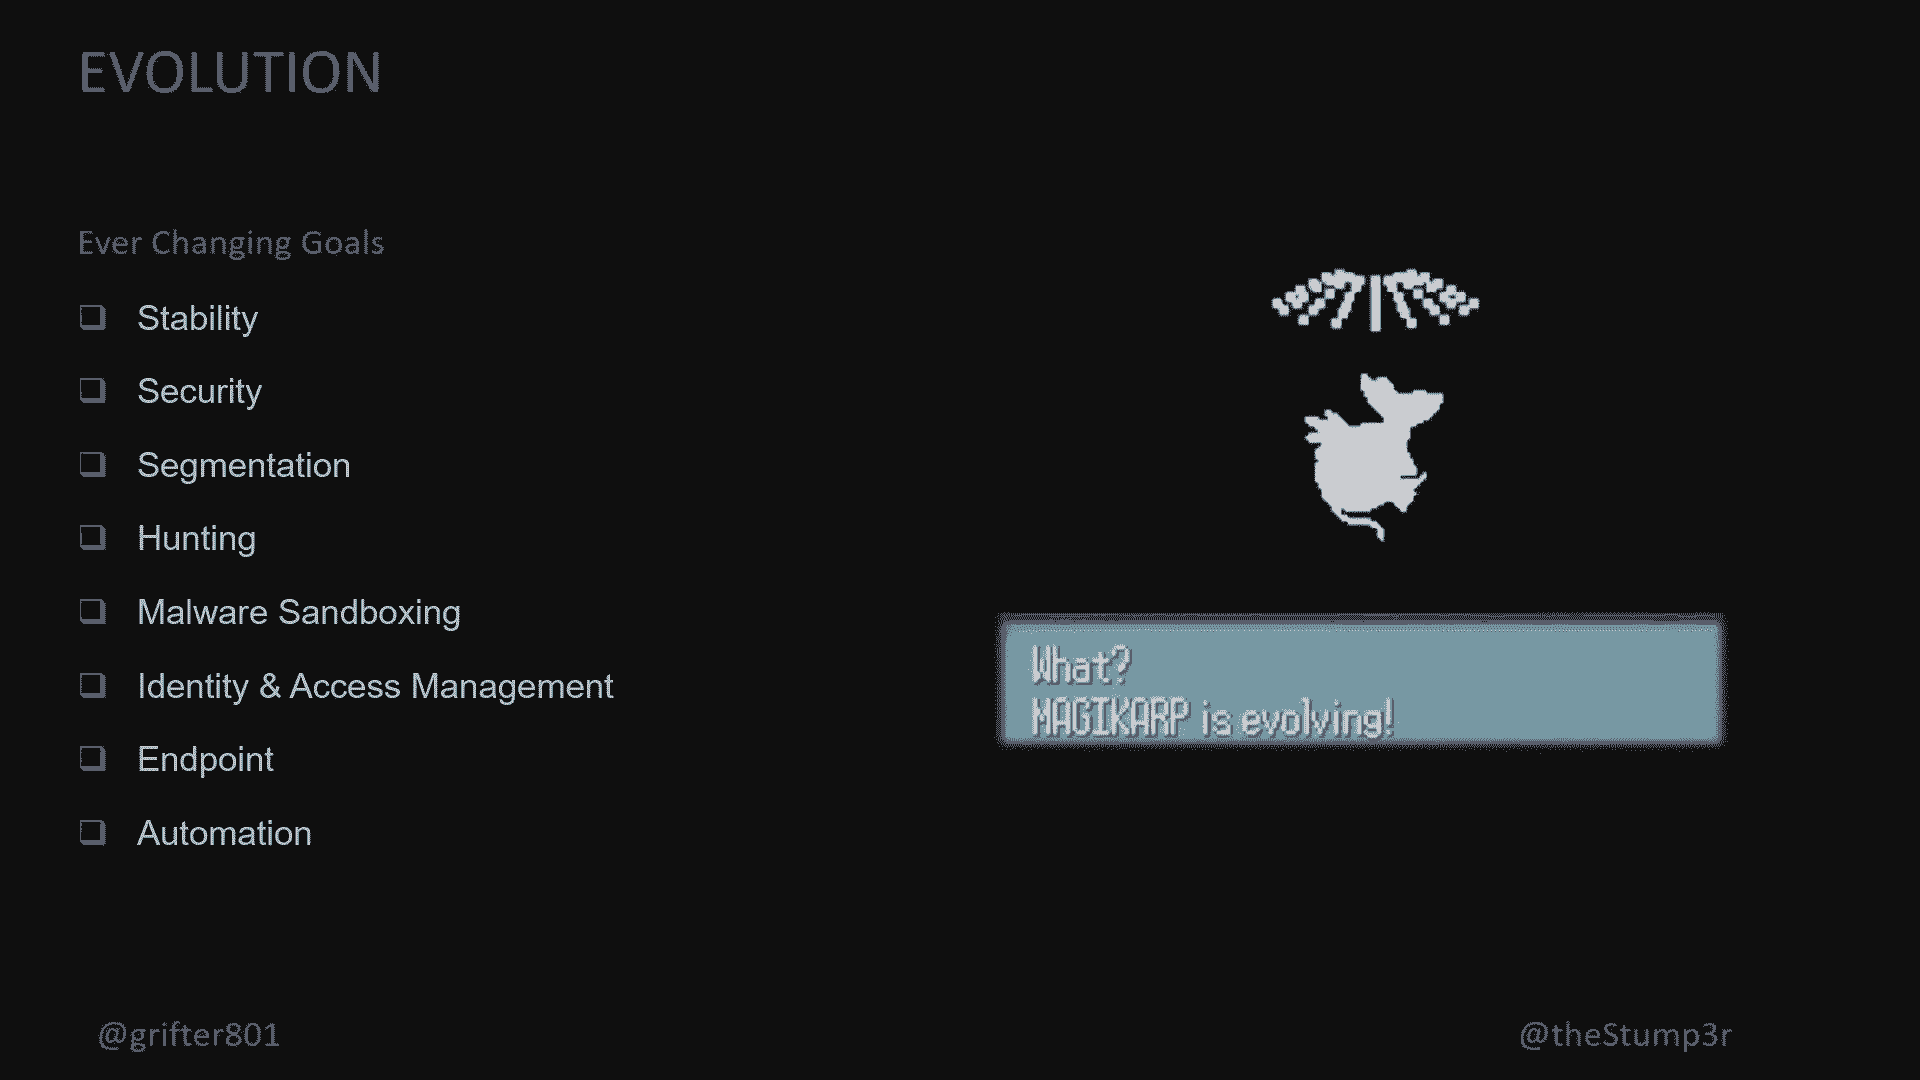 EVOLUTION
Ever Changing Goals
Stability
Security
Segmentation
Hunting
Malware Sandboxing
Identity & Access Management
Endpoint
Automation
What?
MAGIKARP is evolving!
@grifter801
@theStump3r